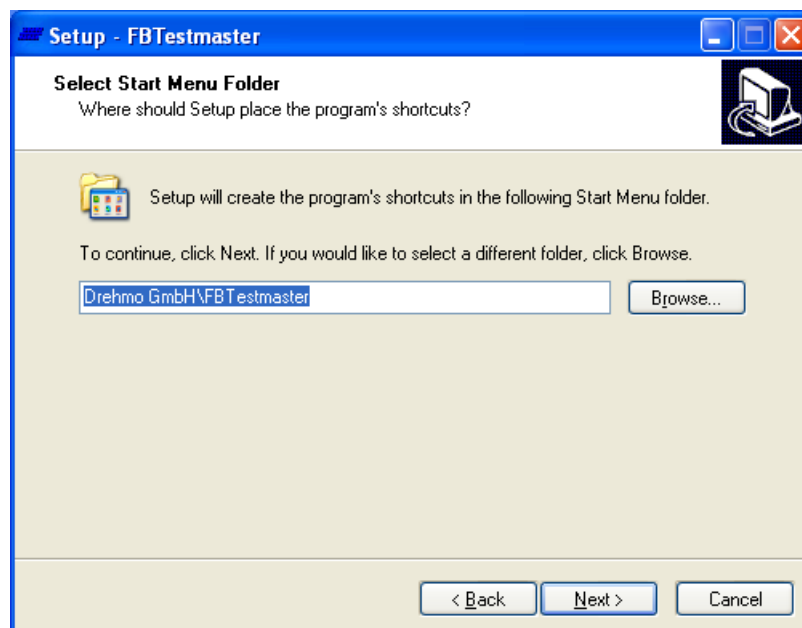 Setup - FBTestmaster
Select Start Menu Folder
Where should Setup place the program's shortcuts?
Setup will create the program's shortcuts in the following Start Menu folder.
To continue, click Next. If you would like to select a different folder, click Browse.
Drehmo GmbH\FBTestmaster
Browse...
< Back
Next >
Cancel